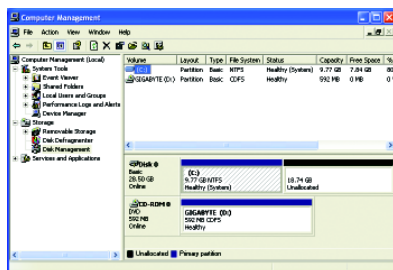 Computer Management
File Action View Window Help
Computer Management (Local)
System Tools
Event Viewer
Shared Folders
Local Users and Groups
Performance Logs and Alerts
Device Manager
Storage
Removable Storage
Disk Defragmenter
Disk Management
Services and Applications
Volume Layout Type File System Status Capacity Free Space %
(C:) Partition Basic NTFS Healthy (System) 9.77 GB 7.84 GB 80
GIGABYTE (D:) Partition Basic CDFS Healthy 592 MB 0 MB 0
Disk 0
Basic
28.50 GB
Online
(C:)
9.77 GB NTFS
Healthy (System)
18.74 GB
Unallocated
CD-ROM 0
DVD
592 MB
Online
GIGABYTE (D:)
592 MB CDFS
Healthy
Unallocated Primary partition